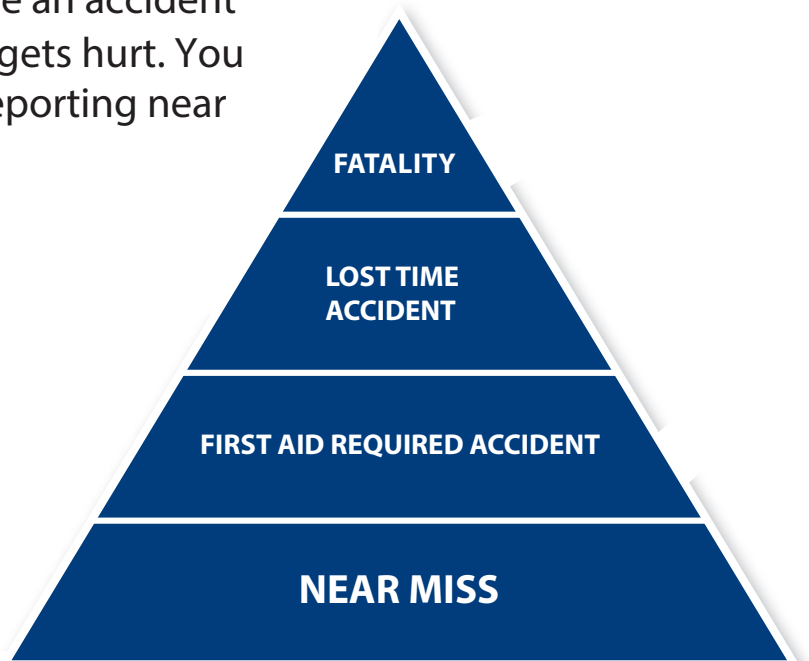 e an accident
gets hurt. You
eporting near
FATALITY
LOST TIME
ACCIDENT
FIRST AID REQUIRED ACCIDENT
NEAR MISS